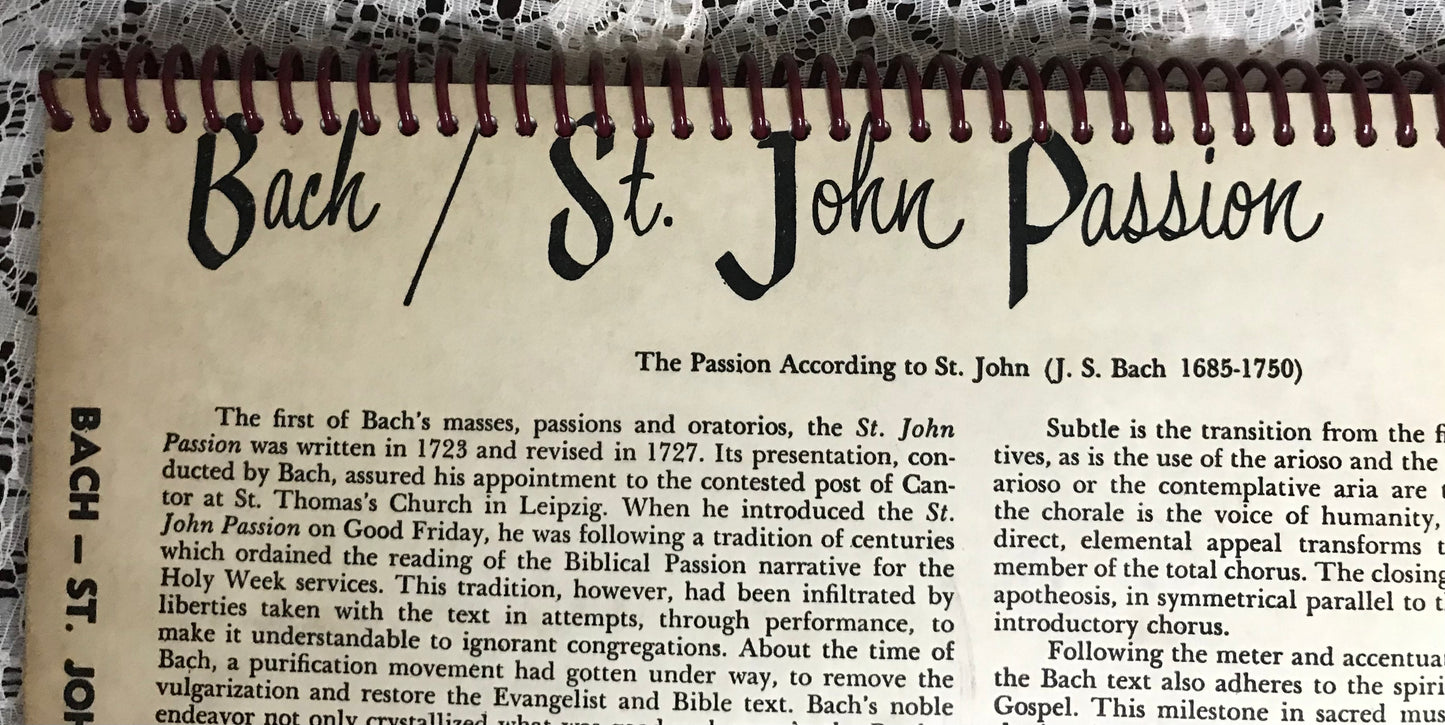 Bach / St. John Passion
The Passion According to St. John (J. S. Bach 1685-1750)
BACH — ST. JOH
The first of Bach's masses, passions and oratorios, the St. John
Passion was written in 1723 and revised in 1727. Its presentation, con-
ducted by Bach, assured his appointment to the contested post of Can-
tor at St. Thomas's Church in Leipzig. When he introduced the St.
John Passion on Good Friday, he was following a tradition of centuries
which ordained the reading of the Biblical Passion narrative for the
Holy Week services. This tradition, however, had been infiltrated by
liberties taken with the text in attempts, through performance, to
make it understandable to ignorant congregations. About the time of
Bach, a purification movement had gotten under way, to remove the
vulgarization and restore the Evangelist and Bible text. Bach's noble
endeavor not only crystallized what was
Subtle is the transition from the
tives, as is the use of the arioso and the
arioso or the contemplative aria are
the chorale is the voice of humanity,
direct, elemental appeal transforms
member of the total chorus. The closing
apotheosis, in symmetrical parallel to
introductory chorus.
Following the meter and accentua
the Bach text also adheres to the spiri
Gospel. This milestone in sacred mus